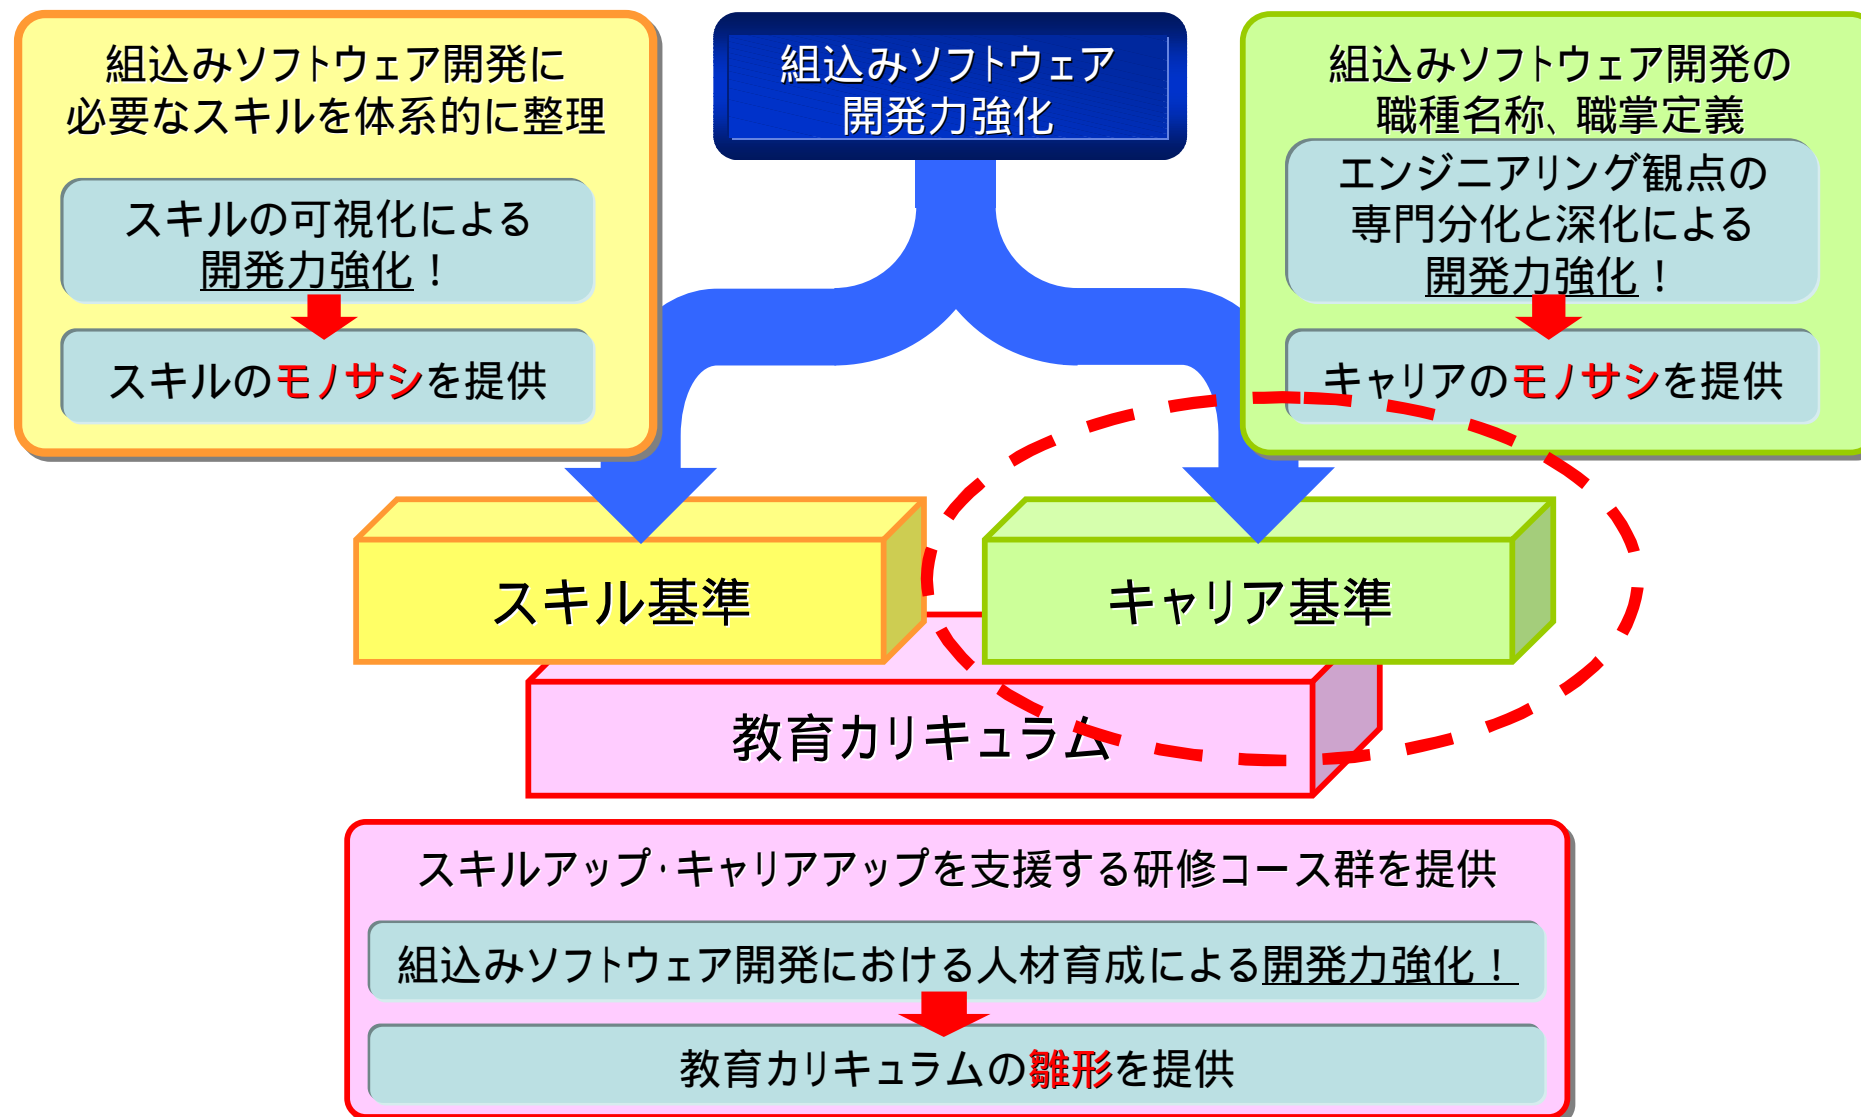 組込みソフトウェア開発に
必要なスキルを体系的に整理
スキルの可視化による
開発力強化！
スキルのモノサシを提供
組込みソフトウェア
開発力強化
組込みソフトウェア開発の
職種名称、職掌定義
エンジニアリング観点の
専門分化と深化による
開発力強化！
キャリアのモノサシを提供
スキル基準
キャリア基準
教育カリキュラム
スキルアップ・キャリアアップを支援する研修コース群を提供
組込みソフトウェア開発における人材育成による開発力強化！
教育カリキュラムの雛形を提供